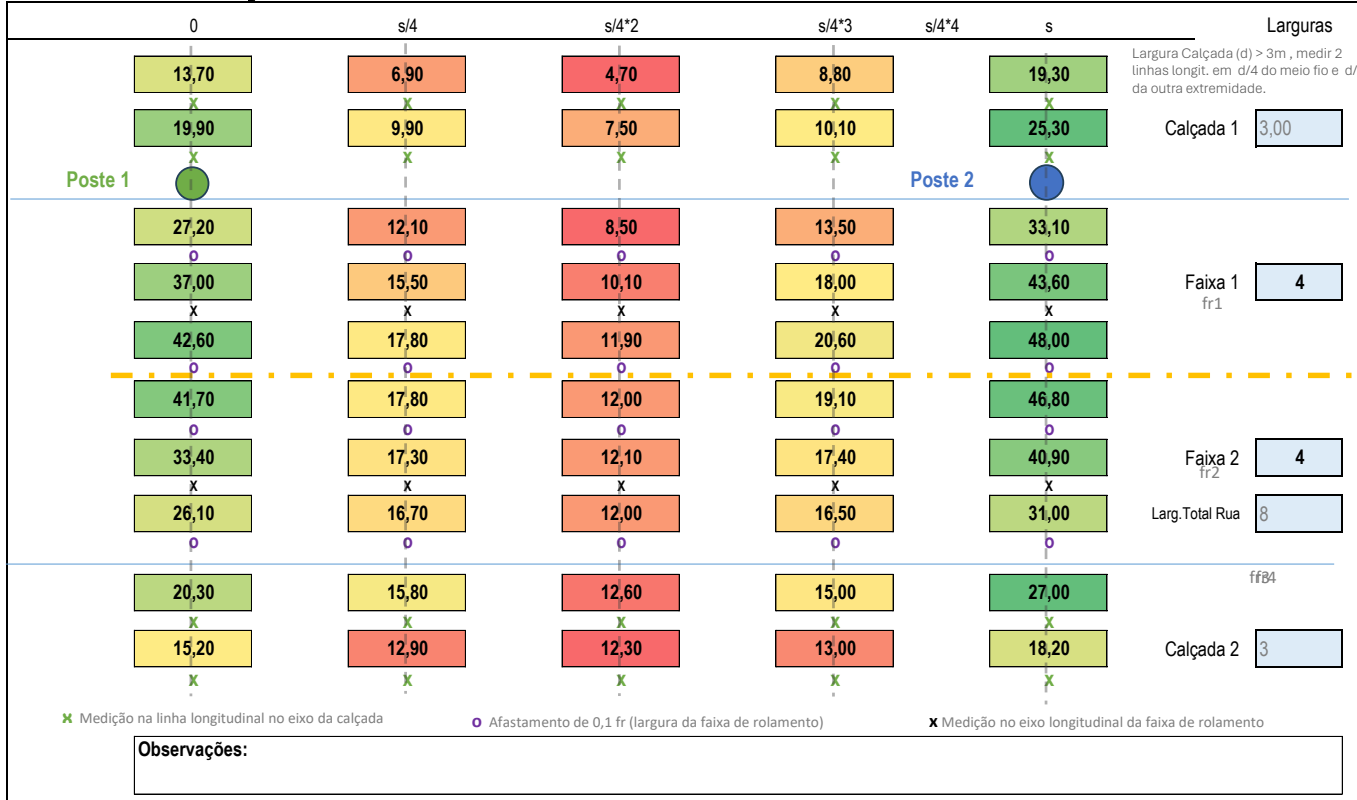 0 s/4 s/4*2 s/4*3 s/4*4 s Larguras
Largura Calçada (d) > 3m , medir 2
linhas longit. em d/4 do meio fio e d/
da outra extremidade.
13,70 6,90 4,70 8,80 19,30
x x x x x
19,90 9,90 7,50 10,10 25,30 Calçada 1 3,00
x x x x x
Poste 1 Poste 2
27,20 12,10 8,50 13,50 33,10
o o o o o
37,00 15,50 10,10 18,00 43,60 Faixa 1 4
fr1
x x x x x
42,60 17,80 11,90 20,60 48,00
o o o o o
41,70 17,80 12,00 19,10 46,80
o o o o o
33,40 17,30 12,10 17,40 40,90 Faixa 2 4
fr2
x x x x x
26,10 16,70 12,00 16,50 31,00 Larg.Total Rua 8
o o o o o
20,30 15,80 12,60 15,00 27,00
x x x x x
15,20 12,90 12,30 13,00 18,20 Calçada 2 3
x x x x x
x Medição na linha longitudinal no eixo da calçada o Afastamento de 0,1 fr (largura da faixa de rolamento) x Medição no eixo longitudinal da faixa de rolamento
Observações: